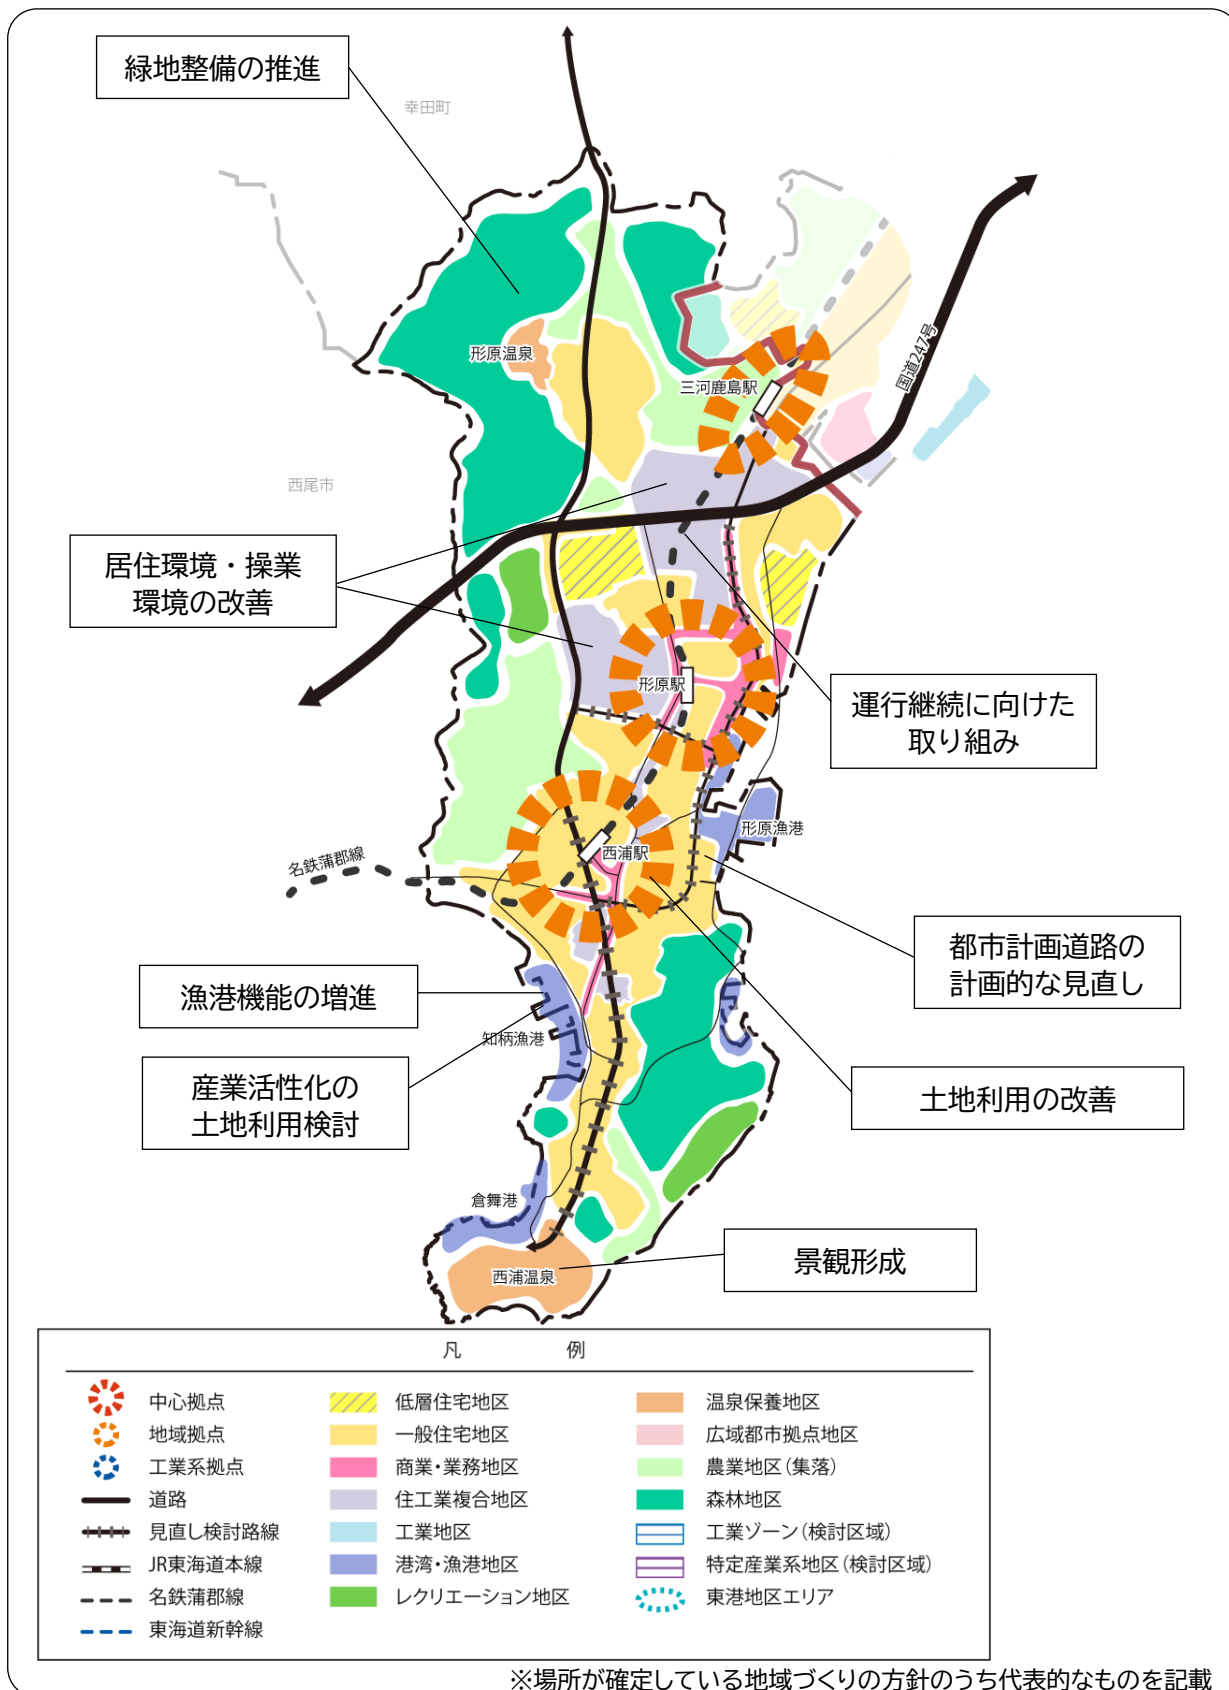 緑地整備の推進
幸田町
国道247号
形原温泉
三河鹿島駅
西尾市
居住環境・操業
環境の改善
形原駅
運行継続に向けた
取り組み
形原漁港
西浦駅
名鉄蒲郡線
都市計画道路の
計画的な見直し
漁港機能の増進
知柄漁港
産業活性化の
土地利用検討
土地利用の改善
倉舞港
景観形成
西浦温泉
凡 例
中心拠点
地域拠点
工業系拠点
道路
見直し検討路線
JR東海道本線
名鉄蒲郡線
東海道新幹線
低層住宅地区
一般住宅地区
商業・業務地区
住工業複合地区
工業地区
港湾・漁港地区
レクリエーション地区
温泉保養地区
広域都市拠点地区
農業地区(集落)
森林地区
工業ゾーン(検討区域)
特定産業系地区(検討区域)
東港地区エリア
※場所が確定している地域づくりの方針のうち代表的なものを記載